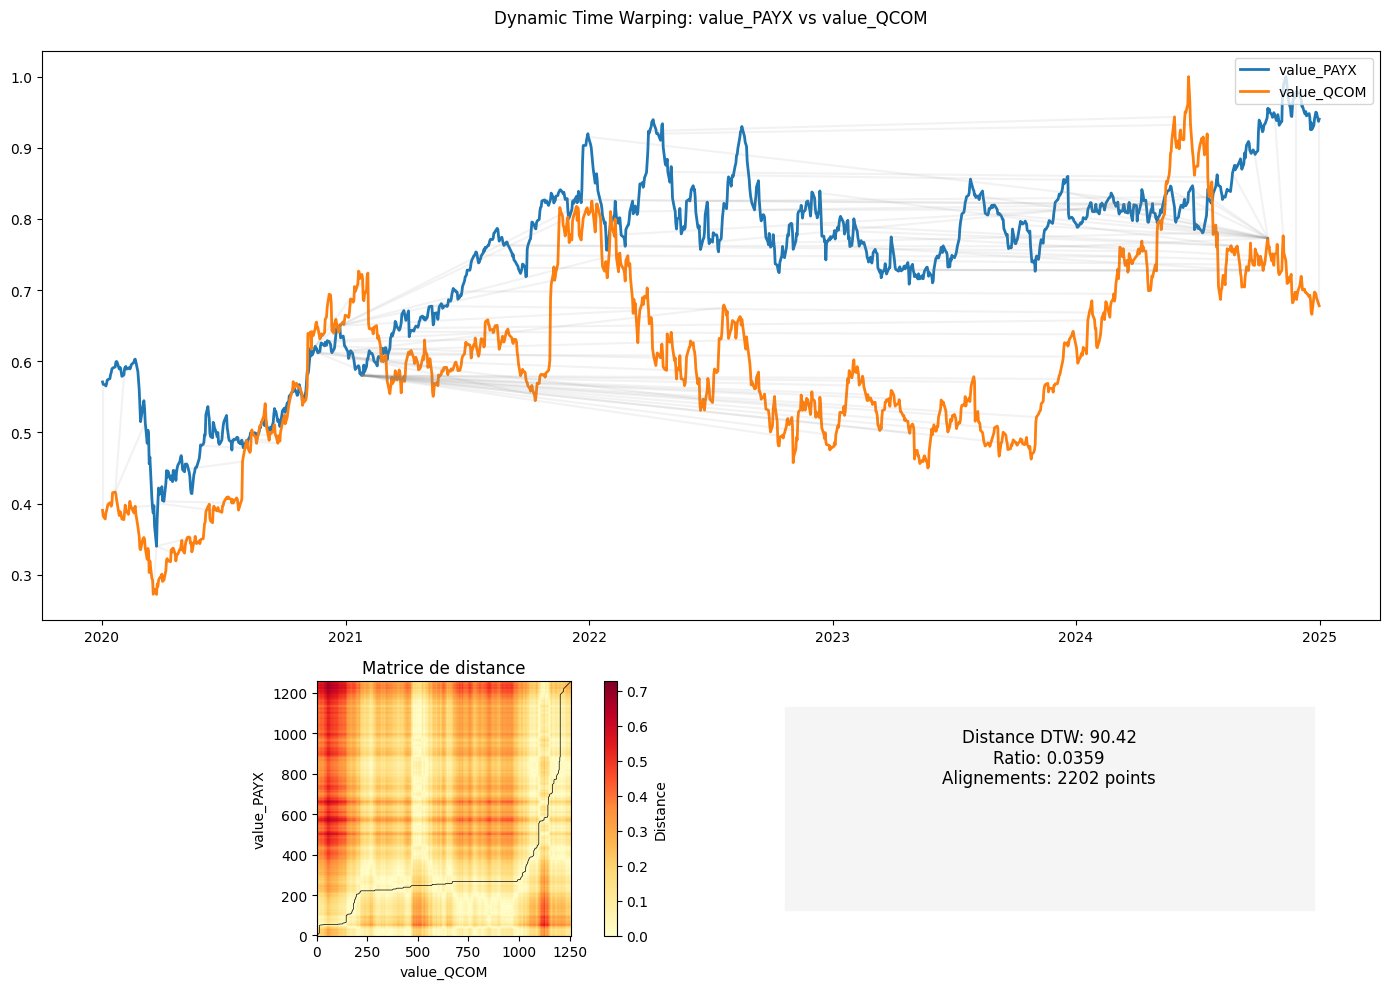 Dynamic Time Warping: value_PAYX vs value_QCOM
1.0
0.9
0.8
0.7
0.6
0.5
0.4
0.3
value_PAYX
value_QCOM
2020 2021 2022 2023 2024 2025
Matrice de distance
value_PAYX
1200
1000
800
600
400
200
0
0 250 500 750 1000 1250
value_QCOM
0.7
0.6
0.5
0.4
0.3
0.2
0.1
0.0
Distance
Distance DTW: 90.42
Ratio: 0.0359
Alignements: 2202 points